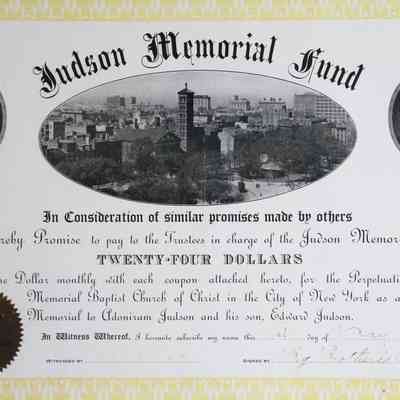 Judson Memorial Fund
In Consideration of similar promises made by others
ereby Promise to pay to the Trustees in charge of the Judson Memor
TWENTY-FOUR DOLLARS
ne Dollar monthly with each coupon attached hereto, for the Perpetuati
Memorial Baptist Church of Christ in the City of New York as a
Memorial to Adoniram Judson and his son, Edward Judson.
In Witness Whereof, I hereunto subscribe my name this day of
WITNESSED BY SIGNED